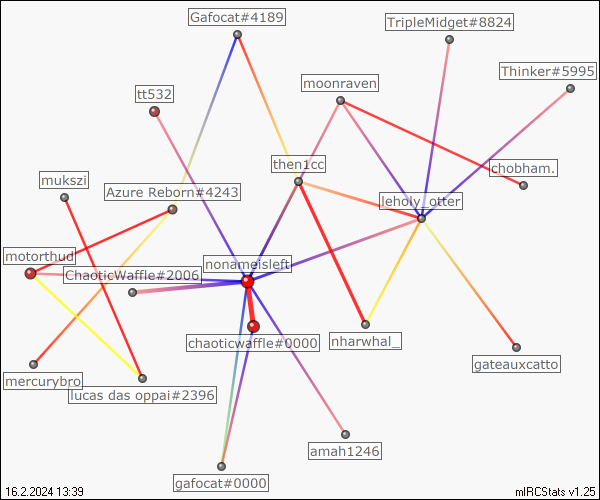 Gafocat#4189
TripleMidget#8824
Thinker#5995
moonraven
tt532
then1cc
chobham.
mukszi
Azure Reborn#4243
leholy_otter
motorthud
nonameisleft
ChaoticWaffle#2006
chaoticwaffle#0000
nharwhal_
gateauxcatto
mercurybro
lucas das oppai#2396
amah1246
gafocat#0000
16.2.2024 13:39
mIRCStats v1.25